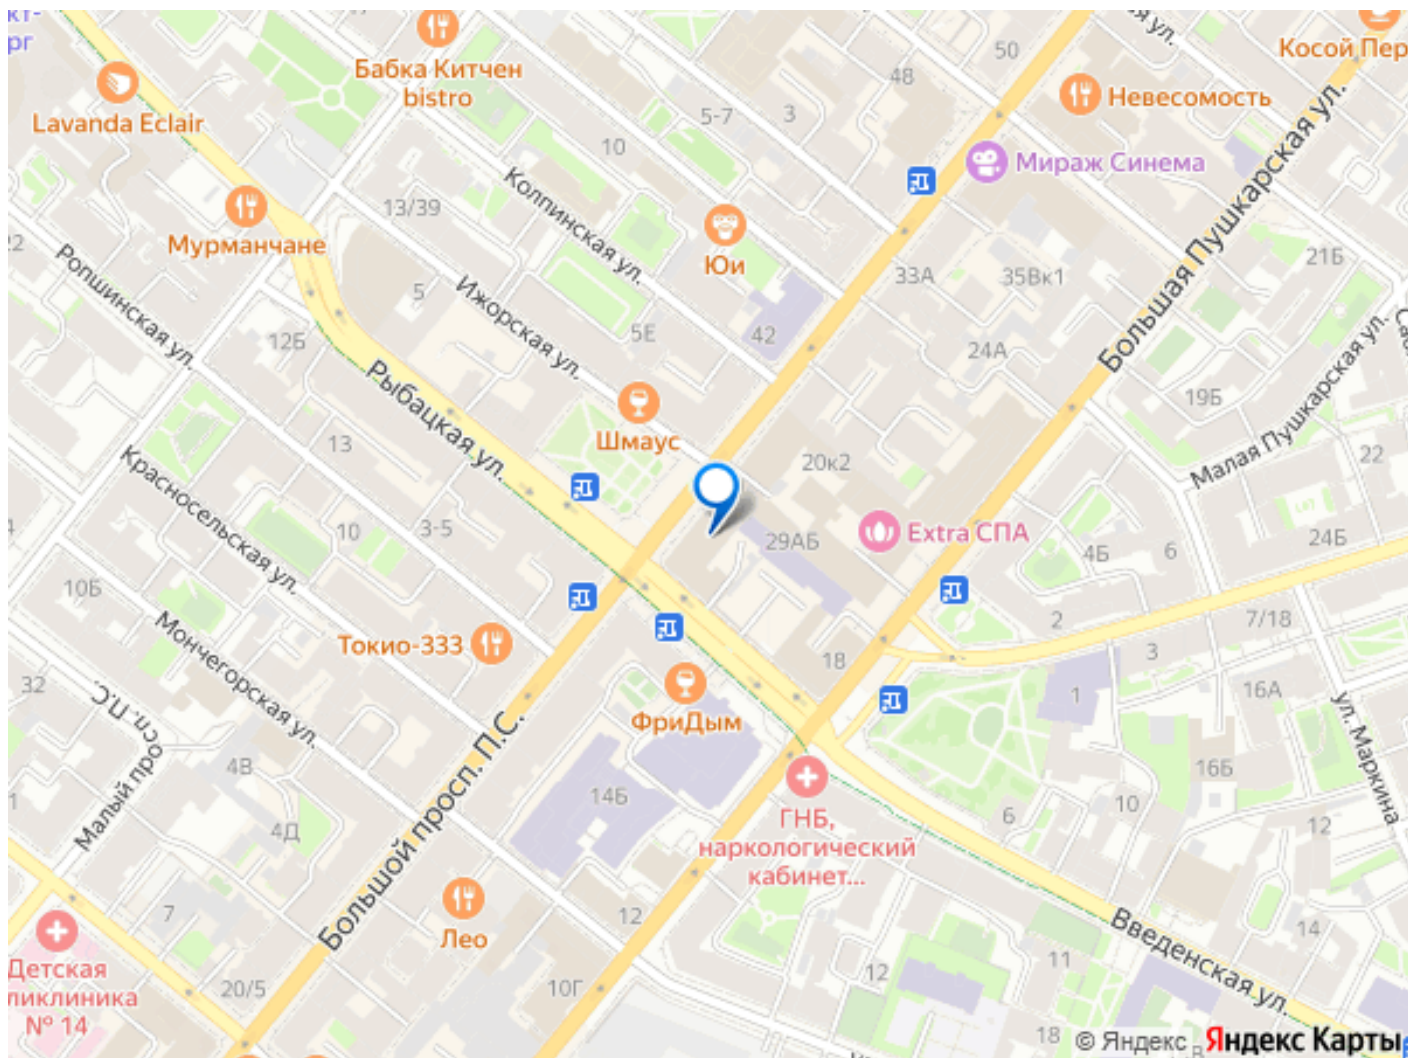 кт-
рг
Lavanda Eclair
Бабка Китчен
bistro
50
48
5-7
3
10
Косой Пер
Невесомость
Мираж Синема
Большая Пушкарская ул.
ул.
Мурманчане
13/39
Колпинская ул.
Юи
22
Ропшинская ул.
5
Ижорская ул.
5Е
42
33А
35Вк1
21Б
24А
12Б
Рыбацкая ул.
Шмаус
19Б
Малая Пушкарская ул.
22
13
20к2
Красносельская ул.
10
3-5
29АБ
Extra СПА
4Б
6
24Б
10Б
Мончегорская ул.
Токио-333
2
7/18
3
18
1
16А
32
Малый просп. П.С.
ФриДым
ул. Маркина
4В
14Б
16Б
10
6
12
4Д
Большой просп. П.С.
ГНБ,
наркологический
кабинет...
7
Лео
12
14
Введенская ул.
Детская
ликлиника
№ 14
20/5
10Г
12
11
18
© Яндекс
Яндекс Карты